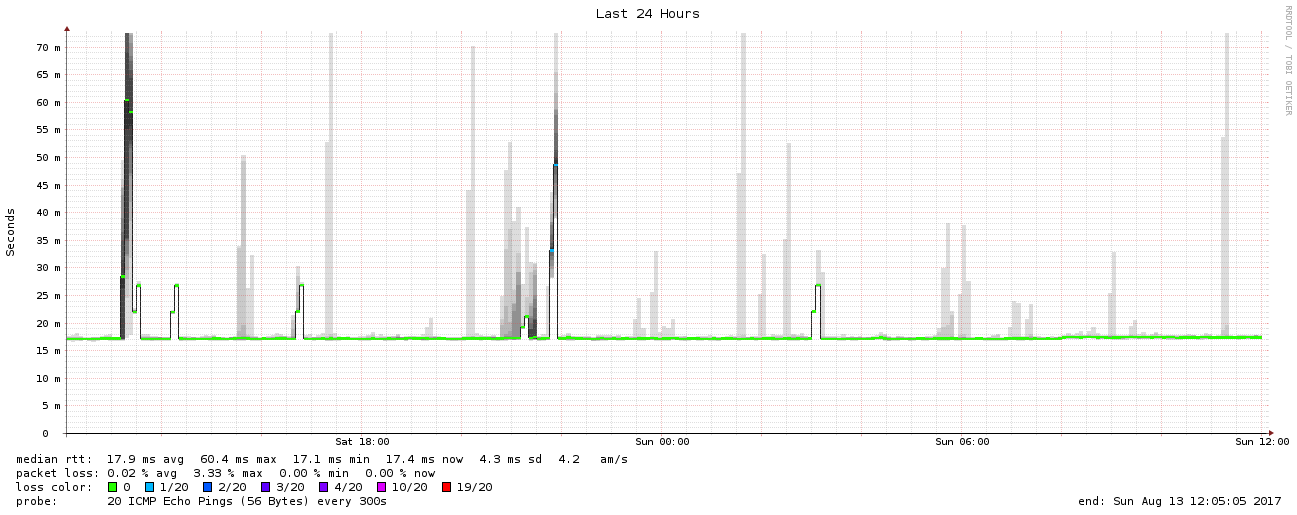 Last 24 Hours
RRDTOOL / TOBI OETIKER
Seconds
70 m
65 m
60 m
55 m
50 m
45 m
40 m
35 m
30 m
25 m
20 m
15 m
10 m
5 m
0
Sat 18:00 Sun 00:00 Sun 06:00 Sun 12:00
median rtt: 17.9 ms avg 60.4 ms max 17.1 ms min 17.4 ms now 4.3 ms sd 4.2 am/s
packet loss: 0.02 % avg 3.33 % max 0.00 % min 0.00 % now
loss color: 0 1/20 2/20 3/20 4/20 10/20 19/20
probe: 20 ICMP Echo Pings (56 Bytes) every 300s end: Sun Aug 13 12:05:05 2017